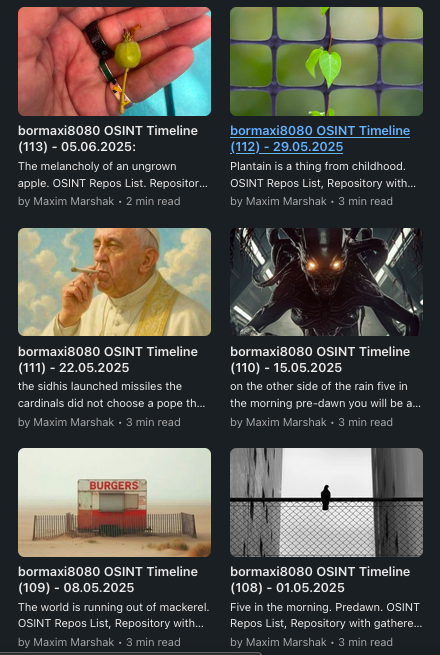 bormaxi8080 OSINT Timeline
(113) - 05.06.2025:
The melancholy of an ungrown
apple. OSINT Repos List. Repositor...
by Maxim Marshak • 2 min read
bormaxi8080 OSINT Timeline
(112) - 29.05.2025
Plantain is a thing from childhood.
OSINT Repos List, Repository with...
by Maxim Marshak • 3 min read
bormaxi8080 OSINT Timeline
(111) - 22.05.2025
the sidhis launched missiles the
cardinals did not choose a pope th...
by Maxim Marshak • 3 min read
bormaxi8080 OSINT Timeline
(110) - 15.05.2025
on the other side of the rain five in
the morning pre-dawn you will be a...
by Maxim Marshak • 3 min read
BURGERS
bormaxi8080 OSINT Timeline
(109) - 08.05.2025
The world is running out of mackerel.
OSINT Repos List, Repository with...
by Maxim Marshak • 3 min read
bormaxi8080 OSINT Timeline
(108) - 01.05.2025
Five in the morning. Predawn. OSINT
Repos List, Repository with gathere...
by Maxim Marshak • 3 min read